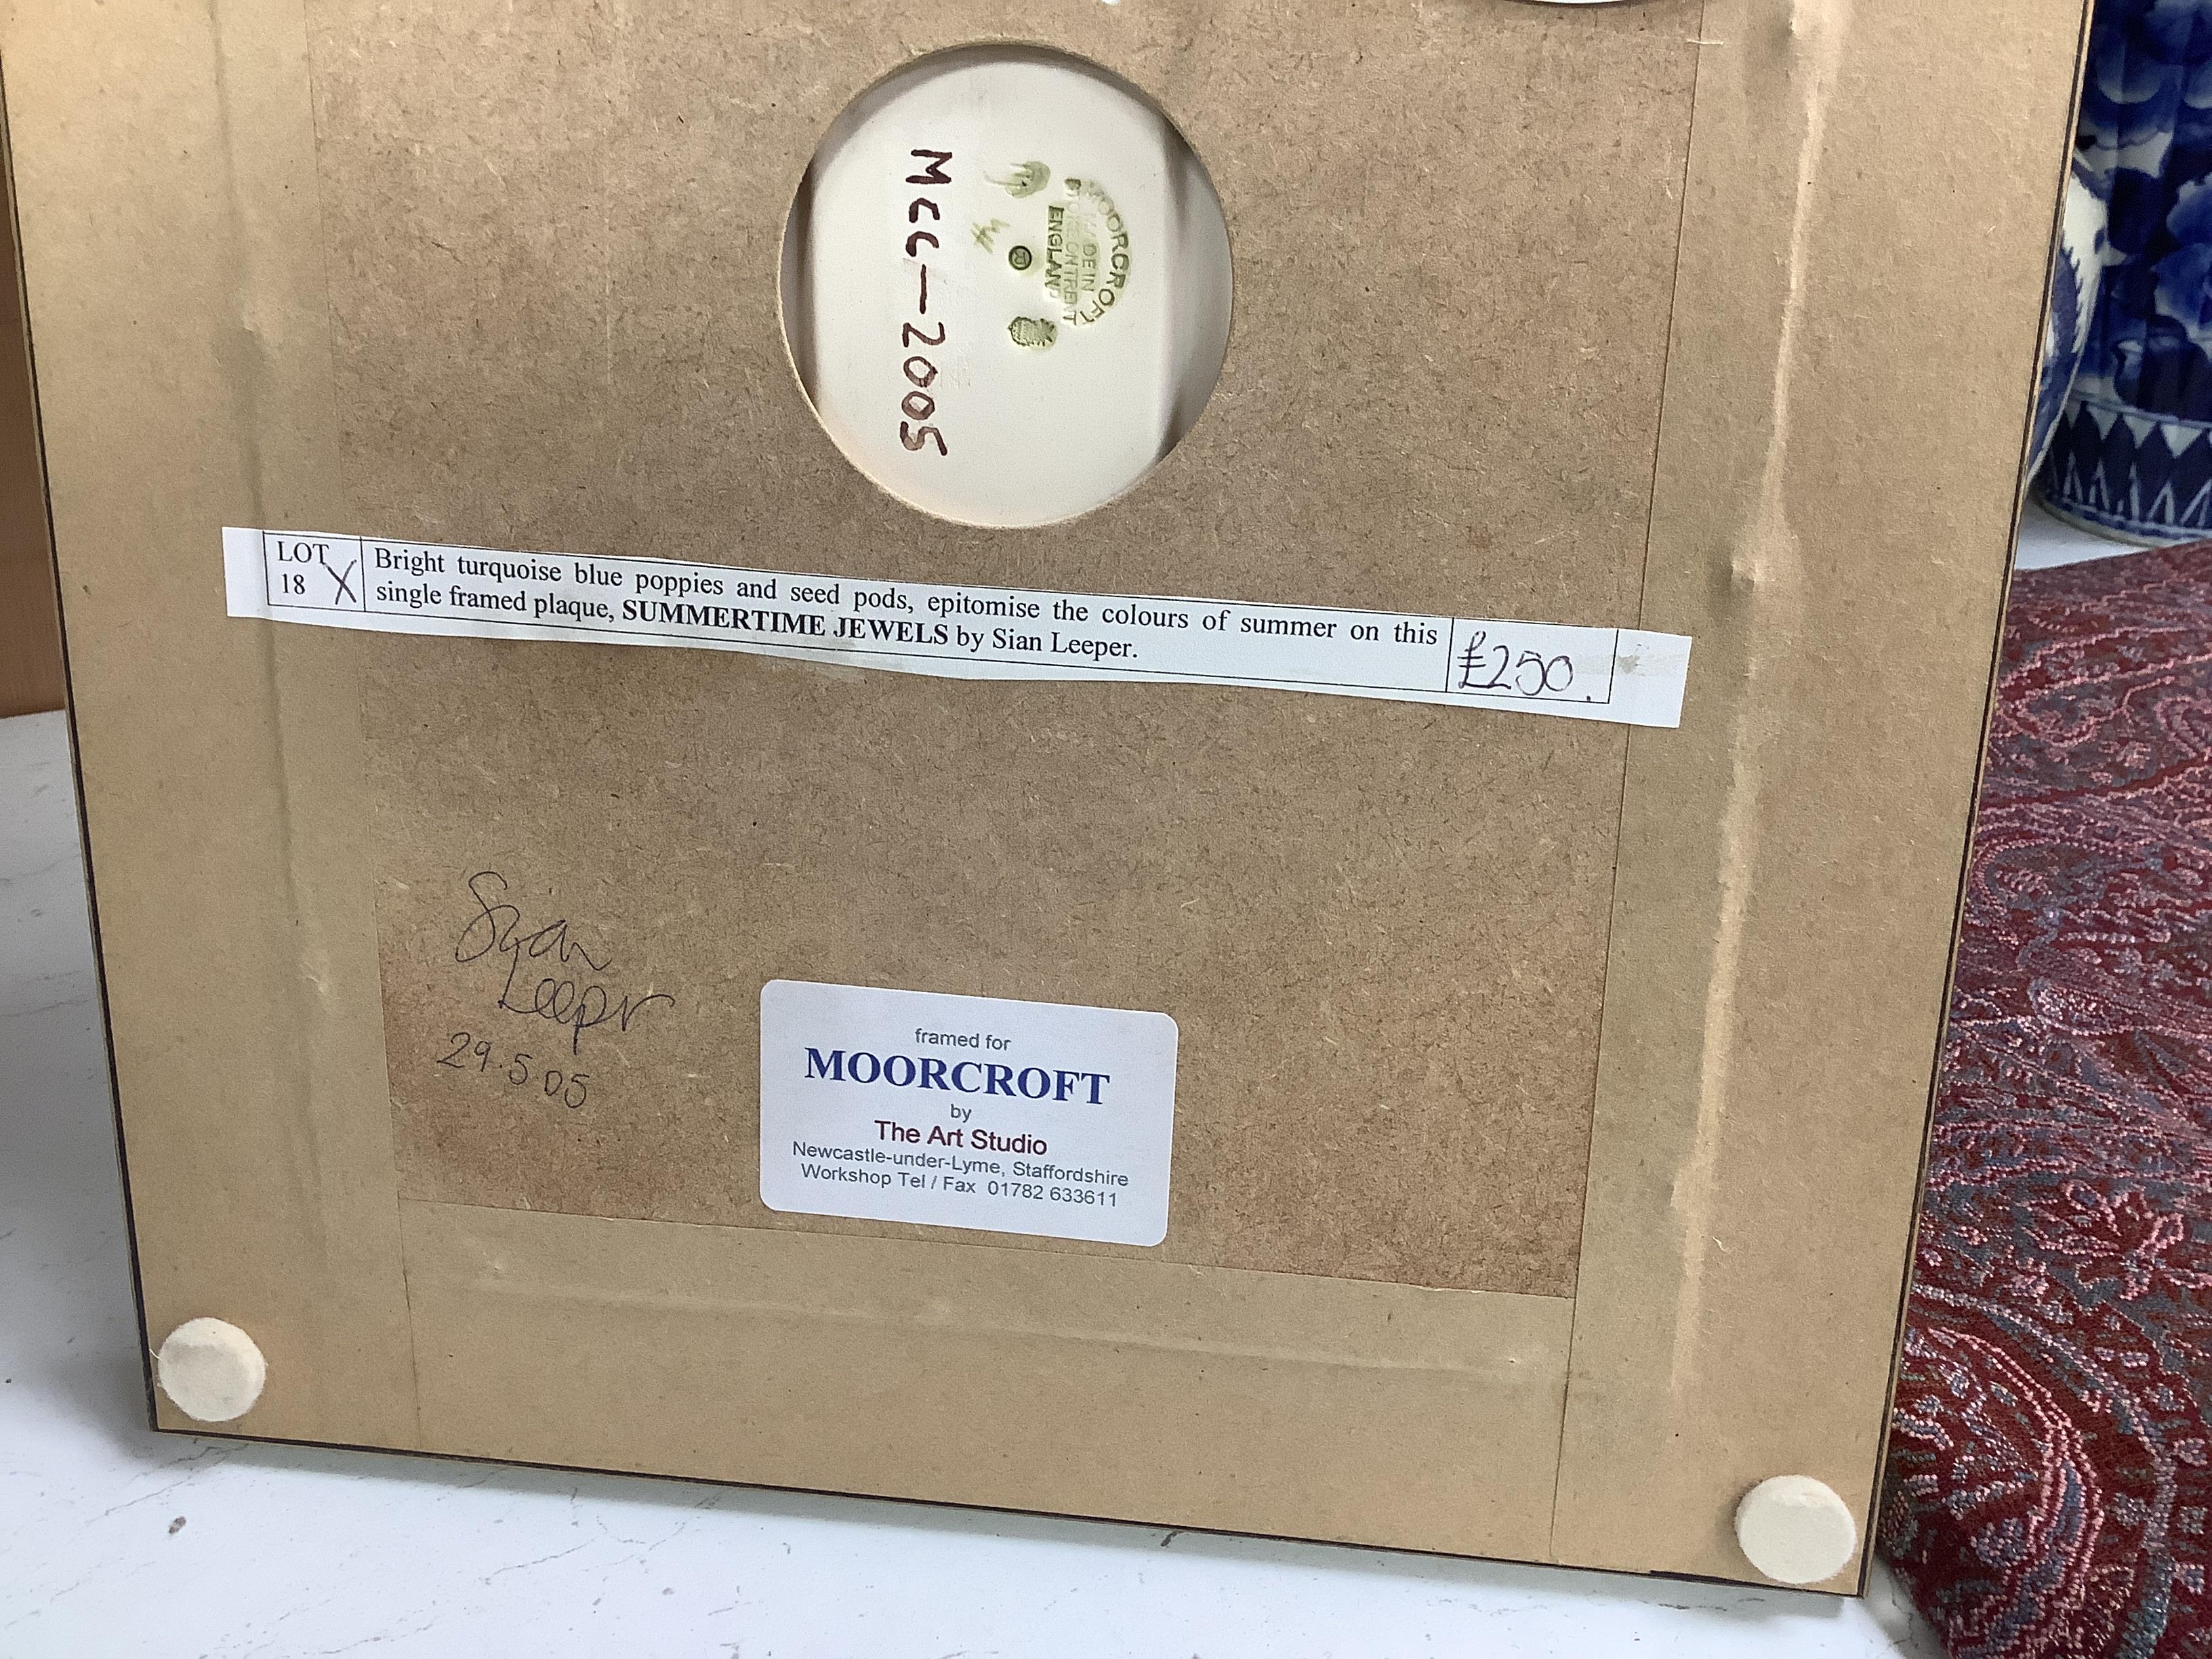 MOORCROFT
MADE IN
STOKE ON TRENT
ENGLAND
MCC—2005
LOT
18 X
Bright turquoise blue poppies and seed pods, epitomise the colours of summer on this
single framed plaque, SUMMERTIME JEWELS by Sian Leeper.
£250.
Sian
Leeper
29.5.05
framed for
MOORCROFT
by
The Art Studio
Newcastle-under-Lyme, Staffordshire
Workshop Tel / Fax 01782 633611